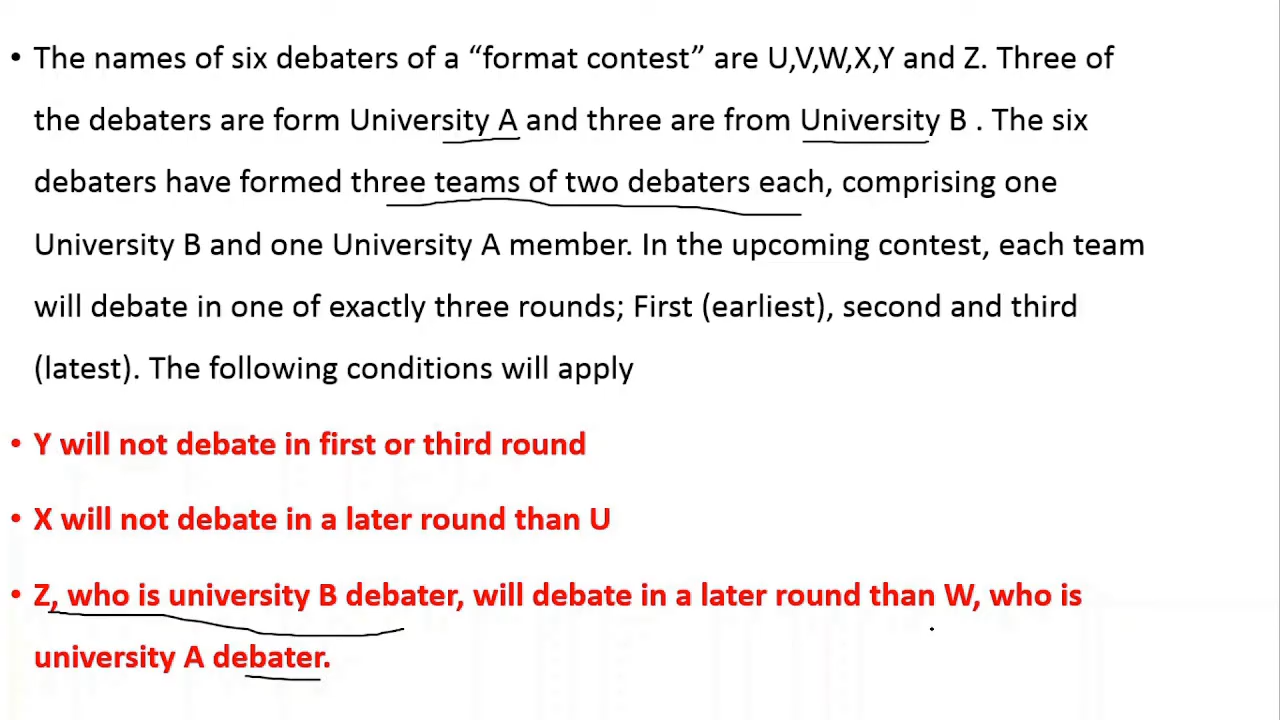 • The names of six debaters of a “format contest” are U,V,W,X,Y and Z. Three of
the debaters are form University A and three are from University B . The six
debaters have formed three teams of two debaters each, comprising one
University B and one University A member. In the upcoming contest, each team
will debate in one of exactly three rounds; First (earliest), second and third
(latest). The following conditions will apply
• Y will not debate in first or third round
• X will not debate in a later round than U
• Z, who is university B debater, will debate in a later round than W, who is
university A debater.